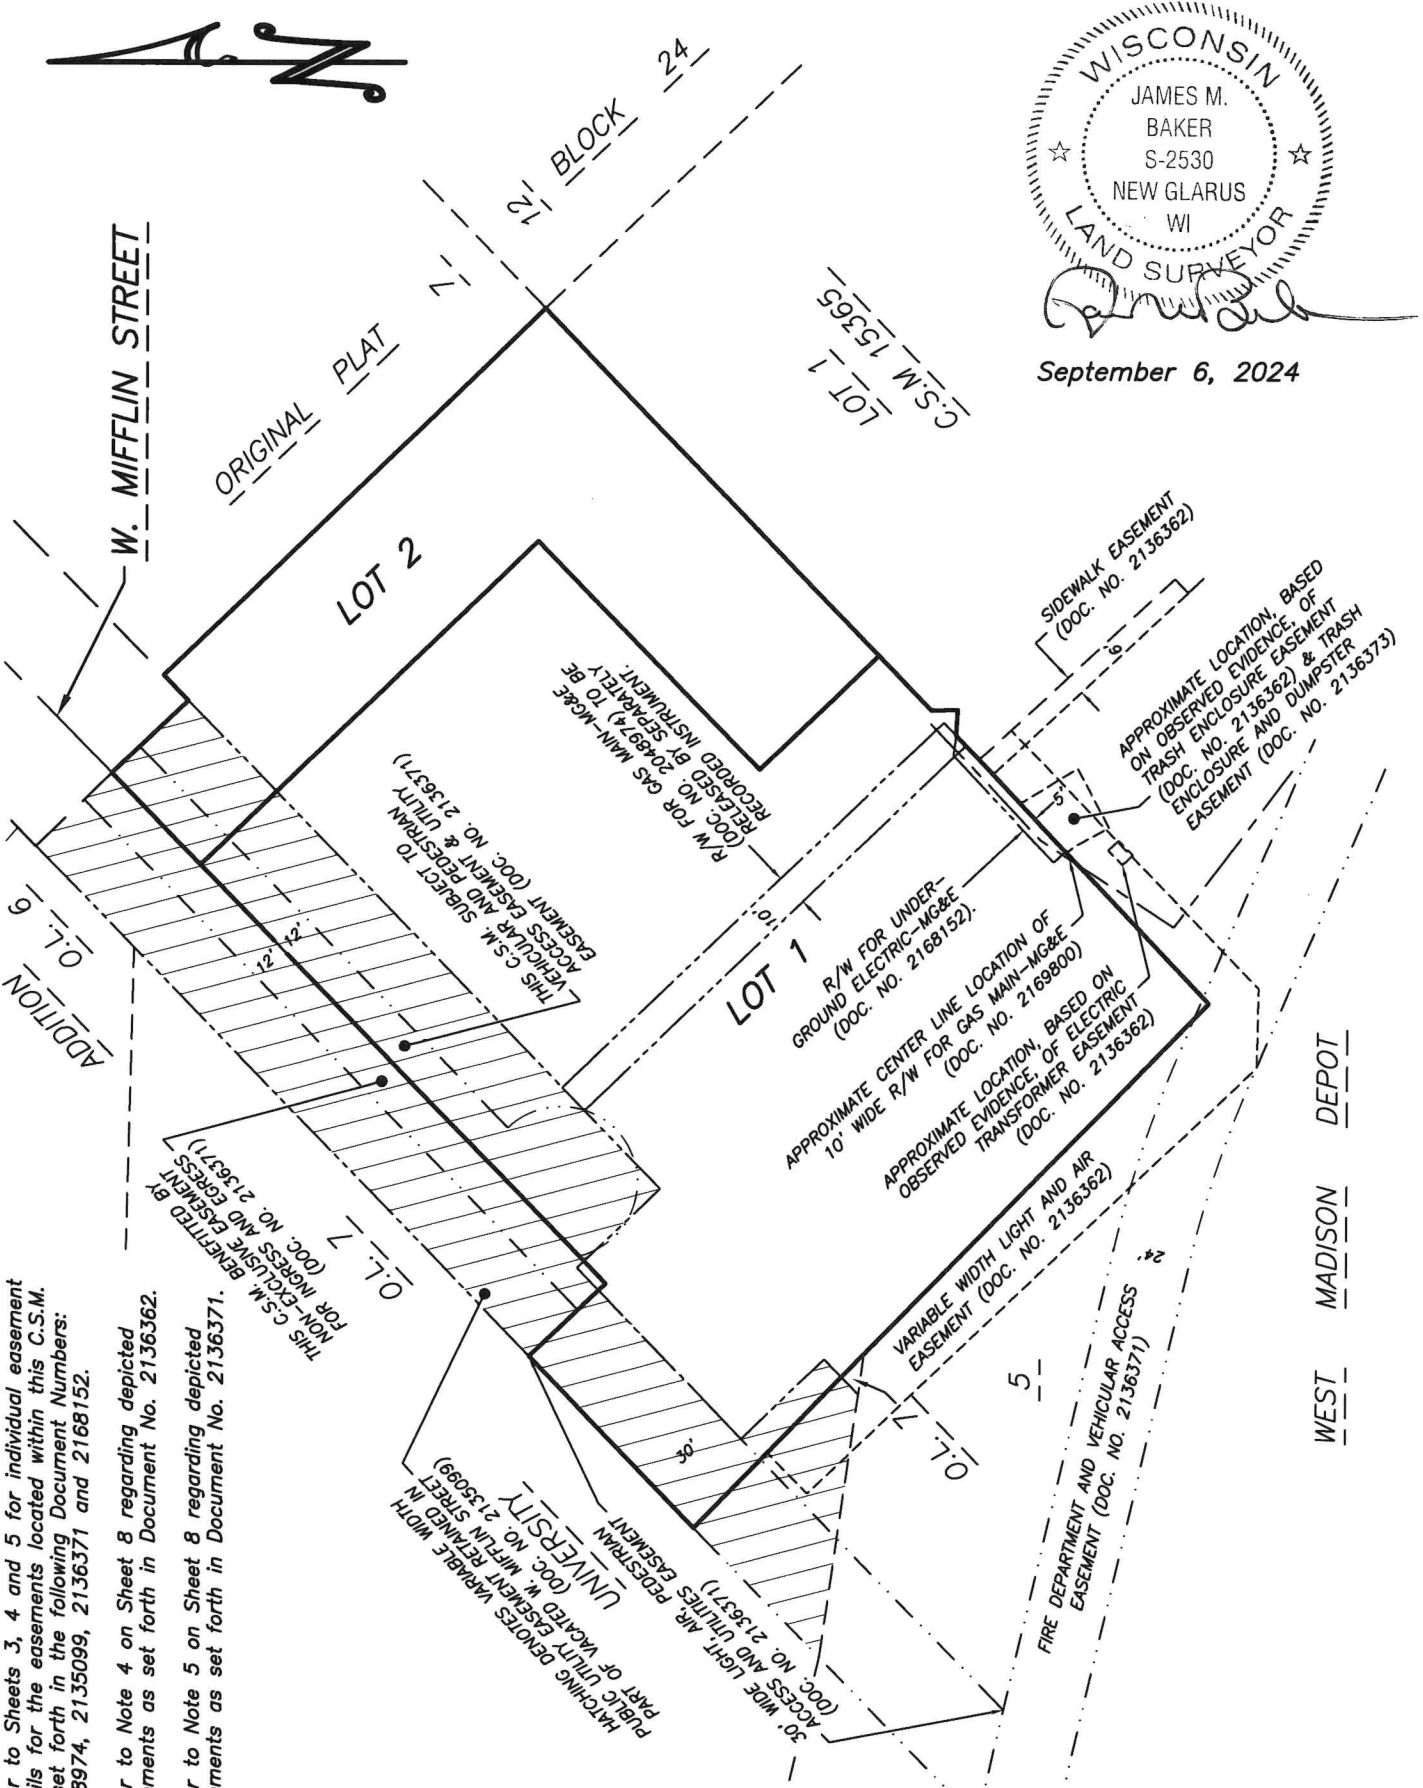 WISCONSIN
JAMES M.
BAKER
S-2530
NEW GLARUS
WI
LAND SURVEYOR
September 6, 2024
N
24
BLOCK
12'
7
ORIGINAL PLAT
W. MIFFLIN STREET
LOT 1
C.S.M 15365
LOT 2
SIDEWALK EASEMENT
(DOC. NO. 2136362)
6'
APPROXIMATE LOCATION, BASED
ON OBSERVED EVIDENCE, OF
TRASH ENCLOSURE EASEMENT
(DOC. NO. 2136362) & TRASH
ENCLOSURE AND DUMPSTER
EASEMENT (DOC. NO. 2136373)
5'
R/W FOR GAS MAIN-MG&E
(DOC. NO. 2048974) TO BE
RELEASED BY SEPARATELY
RECORDED INSTRUMENT.
10'
THIS C.S.M. SUBJECT TO
VEHICULAR AND PEDESTRIAN
ACCESS EASEMENT & UTILITY
EASEMENT (DOC. NO. 2136371)
12'
12'
O.L. 6
ADDITION
LOT 1
R/W FOR UNDER-
GROUND ELECTRIC-MG&E
(DOC. NO. 2168152).
APPROXIMATE CENTER LINE LOCATION OF
10' WIDE R/W FOR GAS MAIN-MG&E
(DOC. NO. 2169800)
APPROXIMATE LOCATION, BASED ON
OBSERVED EVIDENCE, OF ELECTRIC
TRANSFORMER EASEMENT
(DOC. NO. 2136362)
THIS C.S.M. BENEFITTED BY
NON-EXCLUSIVE EASEMENT
FOR INGRESS AND EGRESS
(DOC. NO. 2136371)
O.L. 7
VARIABLE WIDTH LIGHT AND AIR
EASEMENT (DOC. NO. 2136362)
24'
5
O.L. 7
30'
FIRE DEPARTMENT AND VEHICULAR ACCESS
EASEMENT (DOC. NO. 2136371)
WEST MADISON DEPOT
UNIVERSITY
HATCHING DENOTES VARIABLE WIDTH
PUBLIC UTILITY EASEMENT RETAINED IN
PART OF VACATED W. MIFFLIN STREET
(DOC. NO. 2135099)
30' WIDE LIGHT, AIR, PEDESTRIAN
ACCESS AND UTILITIES EASEMENT
(DOC. NO. 2136371)
r to Sheets 3, 4 and 5 for individual easement
ils for the easements located within this C.S.M.
set forth in the following Document Numbers:
8974, 2135099, 2136371 and 2168152.
r to Note 4 on Sheet 8 regarding depicted
ments as set forth in Document No. 2136362.
r to Note 5 on Sheet 8 regarding depicted
ments as set forth in Document No. 2136371.